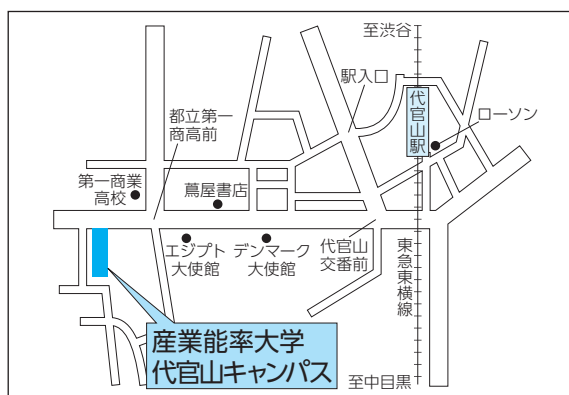 至渋谷
駅入口
代官山駅
ローソン
都立第一
商高前
第一商業
高校
蔦屋書店
エジプト
大使館
デンマーク
大使館
代官山
交番前
東急東横線
産業能率大学
代官山キャンパス
至中目黒